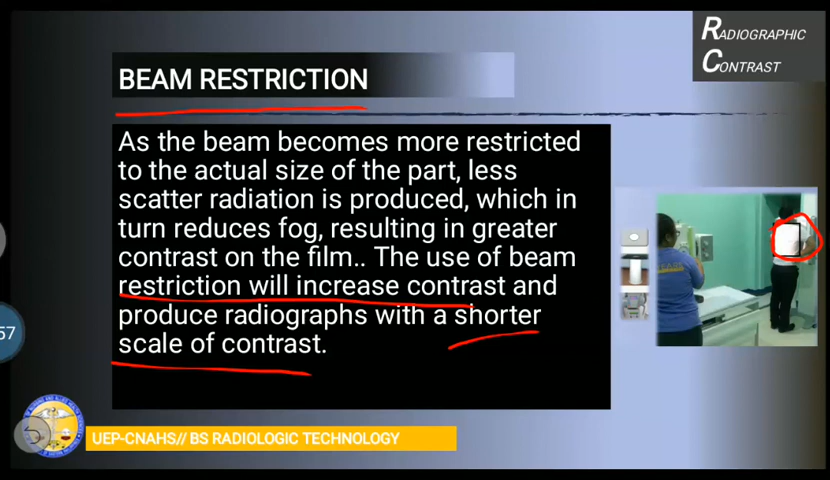 RADIOGRAPHIC
CONTRAST
BEAM RESTRICTION
As the beam becomes more restricted
to the actual size of the part, less
scatter radiation is produced, which in
turn reduces fog, resulting in greater
contrast on the film.. The use of beam
restriction will increase contrast and
produce radiographs with a shorter
scale of contrast.
57
UEP-CNAHS// BS RADIOLOGIC TECHNOLOGY